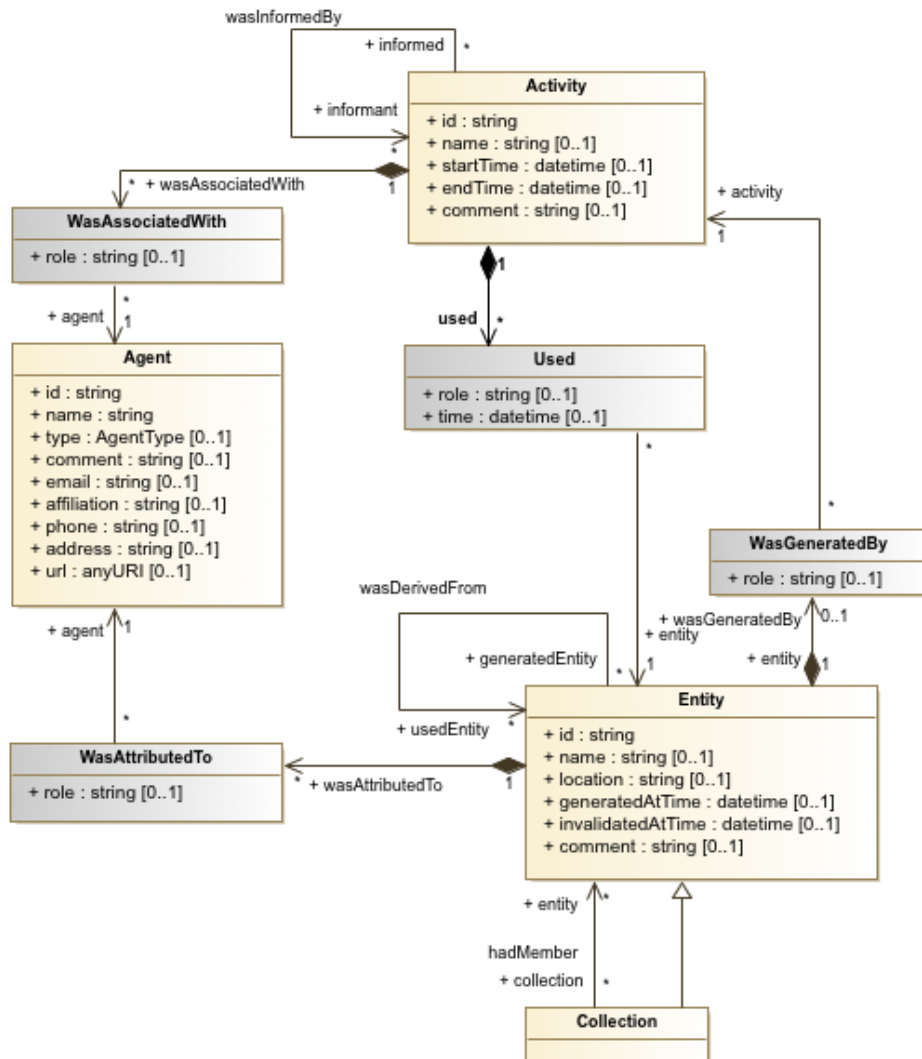 wasInformedBy
+ informed
*
+ informant
*
Activity
+ id : string
+ name : string [0..1]
+ startTime : datetime [0..1]
+ endTime : datetime [0..1]
+ comment : string [0..1]
* + wasAssociatedWith
1
+ activity
1
WasAssociatedWith
+ role : string [0..1]
1
used
*
*
+ agent
1
Agent
+ id : string
+ name : string
+ type : AgentType [0..1]
+ comment : string [0..1]
+ email : string [0..1]
+ affiliation : string [0..1]
+ phone : string [0..1]
+ address : string [0..1]
+ url : anyURI [0..1]
Used
+ role : string [0..1]
+ time : datetime [0..1]
*
*
WasGeneratedBy
+ role : string [0..1]
wasDerivedFrom
+ wasGeneratedBy
0..1
+ agent
1
+ entity
1
+ generatedEntity
*
+ entity
1
+ usedEntity
*
Entity
+ id : string
+ name : string [0..1]
+ location : string [0..1]
+ generatedAtTime : datetime [0..1]
+ invalidatedAtTime : datetime [0..1]
+ comment : string [0..1]
*
WasAttributedTo
+ role : string [0..1]
* + wasAttributedTo
1
+ entity
*
hadMember
+ collection
*
Collection